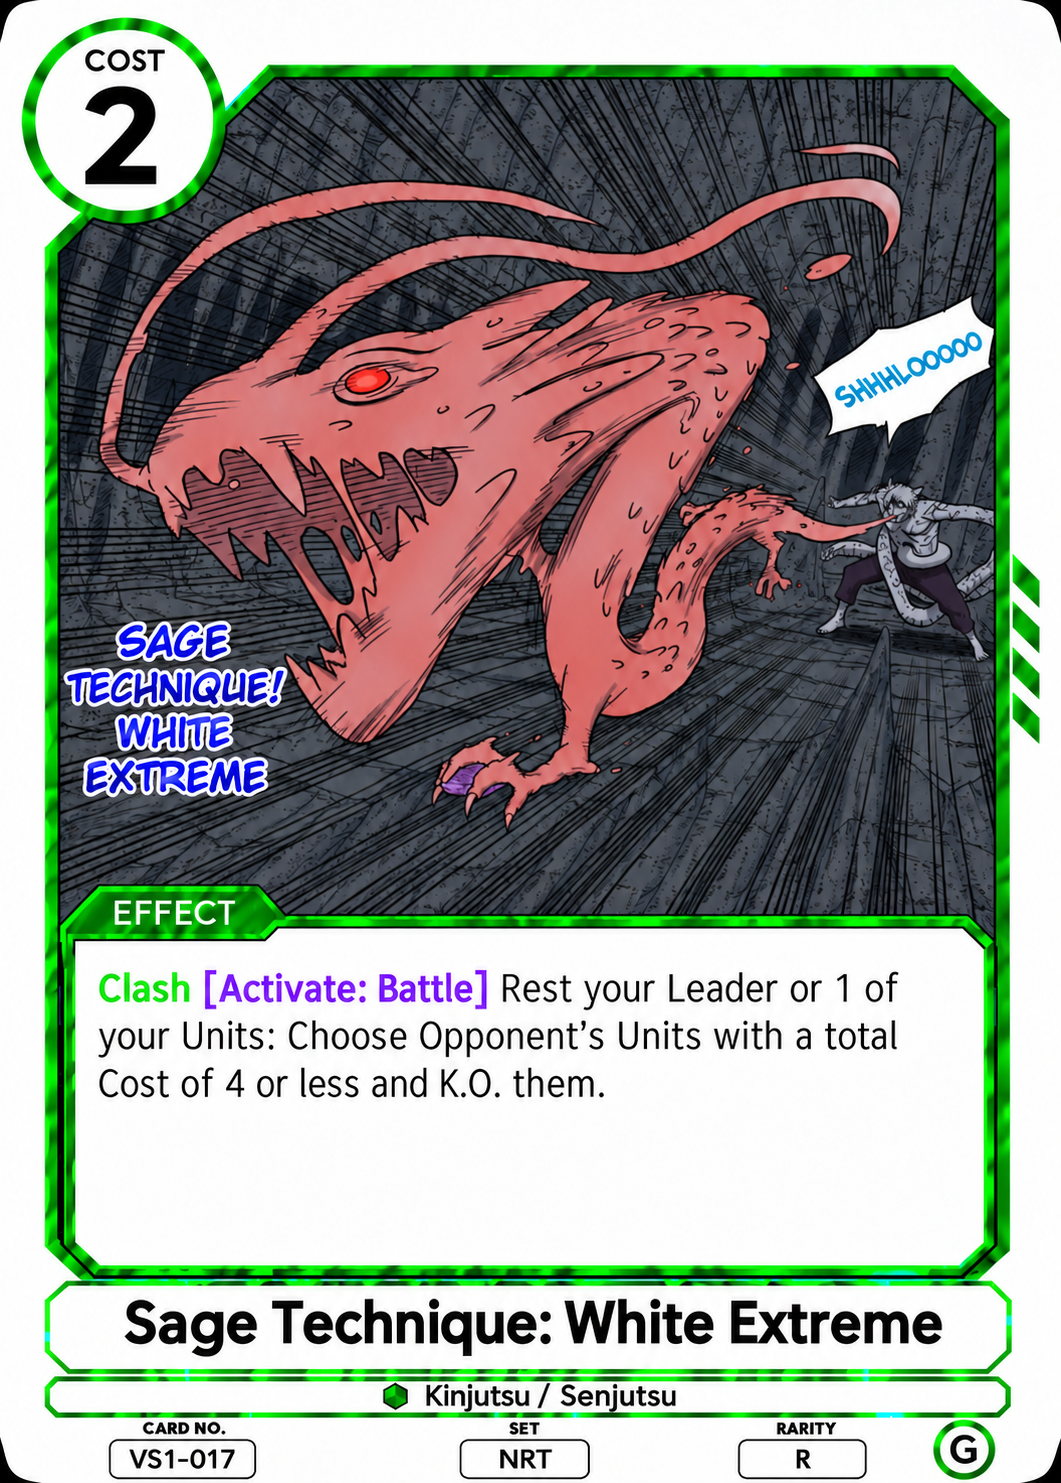 COST
2
SHHHLOOOOO
SAGE
TECHNIQUE!
WHITE
EXTREME
EFFECT
Clash [Activate: Battle] Rest your Leader or 1 of
your Units: Choose Opponent’s Units with a total
Cost of 4 or less and K.O. them.
Sage Technique: White Extreme
Kinjutsu / Senjutsu
CARD NO.
VS1-017
SET
NRT
RARITY
R
G